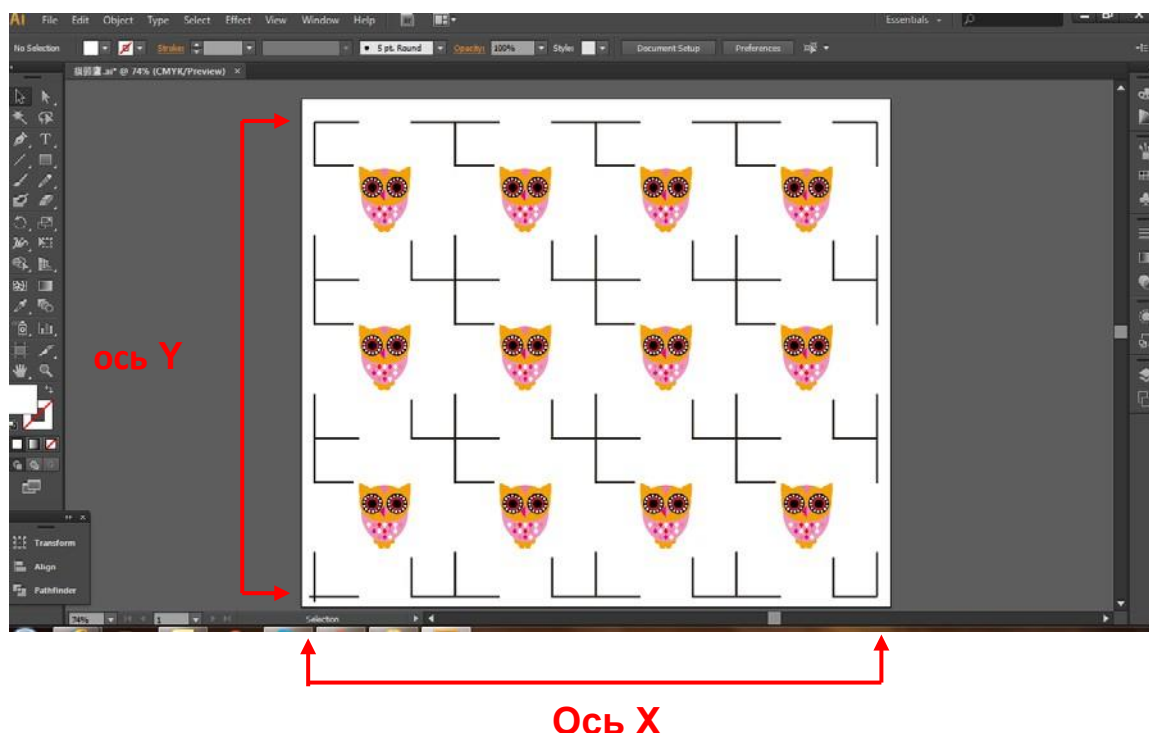 Ai File Edit Object Type Select Effect View Window Help Essentials
No Selection Stroke: 5 pt. Round Opacity: 100% Style: Document Setup Preferences
.ai* @ 74% (CMYK/Preview) ×
ось Y
Transform
Align
Pathfinder
74% 1 Selection
Ось X